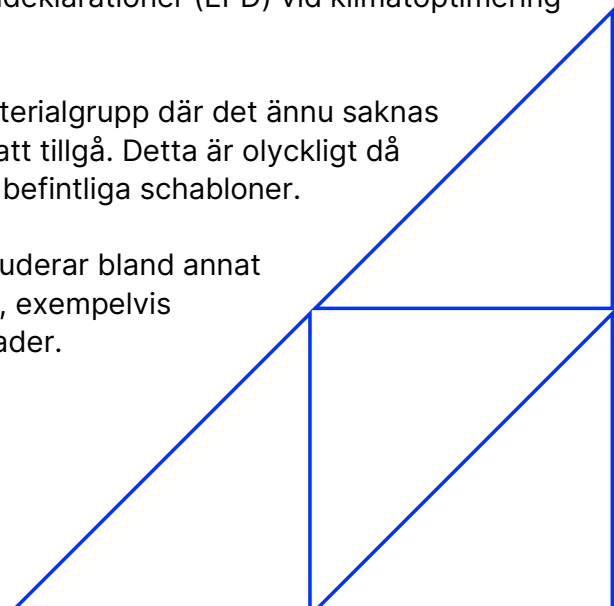 deklarationer (EPD) vid klimatoptimering
terialgrupp där det ännu saknas
att tillgå. Detta är olyckligt då
befintliga schabloner.
uderar bland annat
, exempelvis
ader.